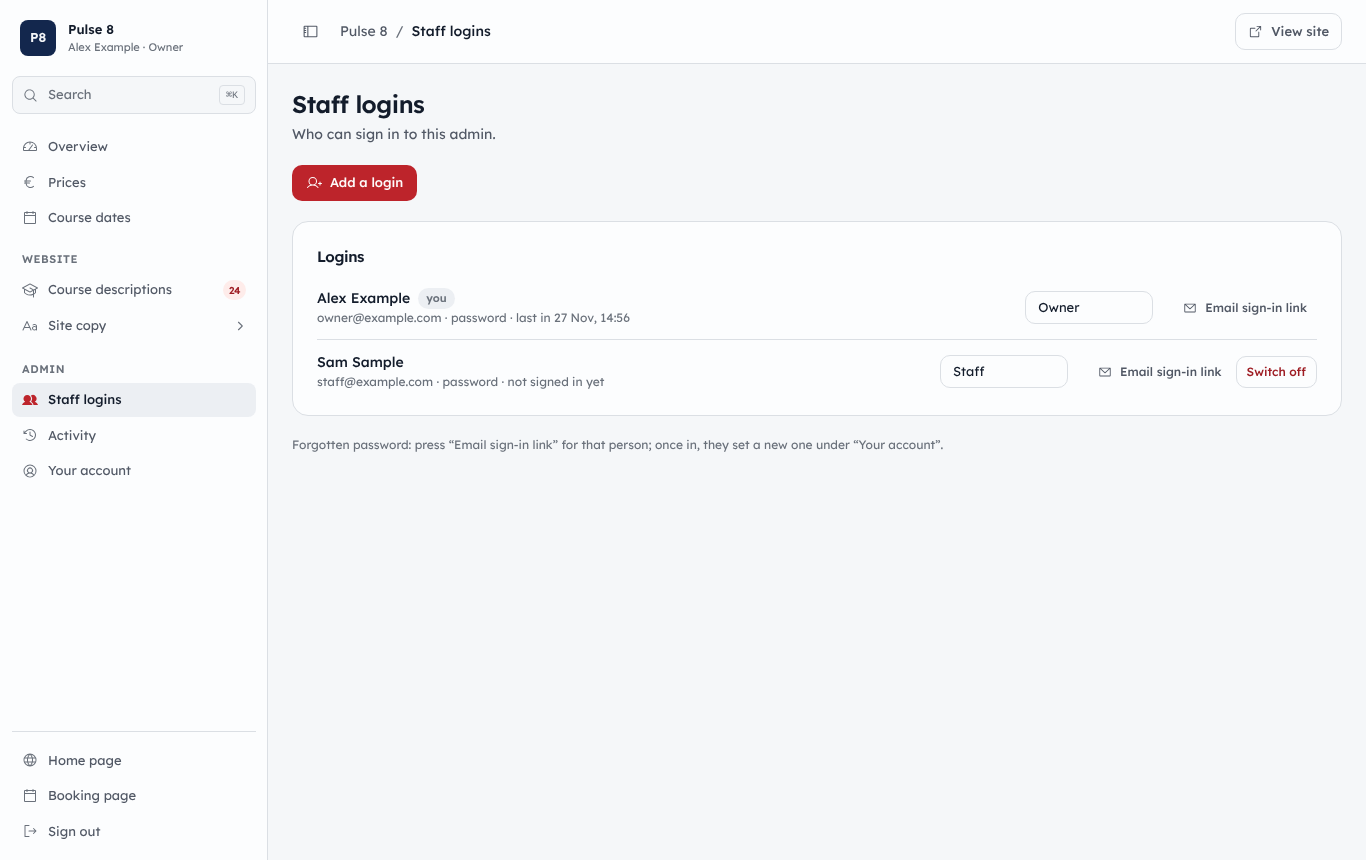 P8
Pulse 8
Alex Example · Owner
Search
⌘K
Overview
Prices
Course dates
WEBSITE
Course descriptions
24
Aa
Site copy
ADMIN
Staff logins
Activity
Your account
Home page
Booking page
Sign out
Pulse 8 / Staff logins
View site
Staff logins
Who can sign in to this admin.
Add a login
Logins
Alex Example you
owner@example.com · password · last in 27 Nov, 14:56
Owner
Email sign-in link
Sam Sample
staff@example.com · password · not signed in yet
Staff
Email sign-in link
Switch off
Forgotten password: press “Email sign-in link” for that person; once in, they set a new one under “Your account”.